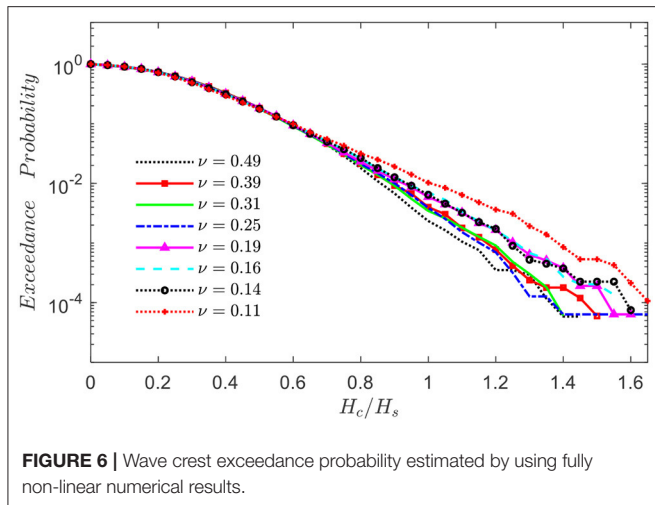 Exceedance Probability
10^0
10^-2
10^-4
ν = 0.49
ν = 0.39
ν = 0.31
ν = 0.25
ν = 0.19
ν = 0.16
ν = 0.14
ν = 0.11
0 0.2 0.4 0.6 0.8 1 1.2 1.4 1.6
H_c/H_s
FIGURE 6 | Wave crest exceedance probability estimated by using fully
non-linear numerical results.